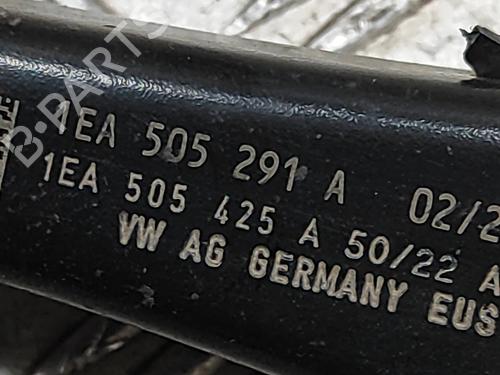 B-PARTS
1EA 505 291 A 02/2
1EA 505 425 A 50/22 A
VW AG GERMANY EUS